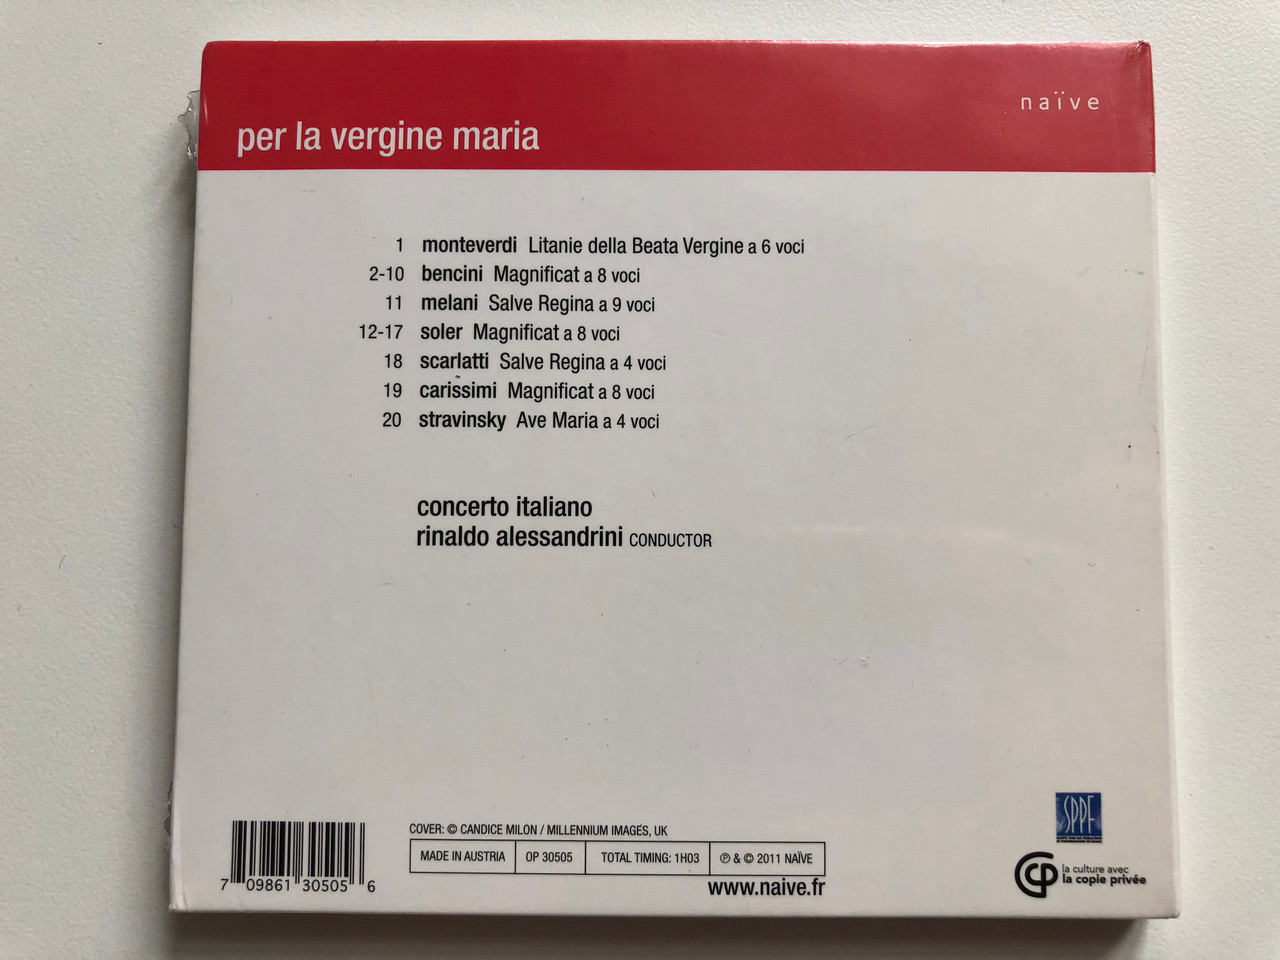 naïve
per la vergine maria
1 monteverdi Litanie della Beata Vergine a 6 voci
2-10 bencini Magnificat a 8 voci
11 melani Salve Regina a 9 voci
12-17 soler Magnificat a 8 voci
18 scarlatti Salve Regina a 4 voci
19 carissimi Magnificat a 8 voci
20 stravinsky Ave Maria a 4 voci
concerto italiano
rinaldo alessandrini CONDUCTOR
COVER: © CANDICE MILON / MILLENNIUM IMAGES, UK
MADE IN AUSTRIA OP 30505 TOTAL TIMING: 1H03 ℗ & © 2011 NAÏVE
www.naive.fr
7 09861 30505 6
SPPF
la culture avec
la copie privée